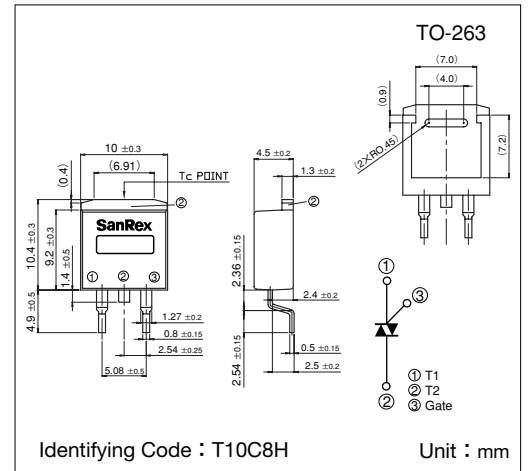 TO-263
(7.0)
(4.0)
(0.9)
(7.2)
(2×R0.45)
10 ±0.3
(6.91)
(0.4)
Tc POINT
②
SanRex
① ② ③
10.4 ±0.3
9.2 ±0.3
1.4 ±0.5
4.9 ±0.5
1.27 ±0.2
0.8 ±0.15
2.54 ±0.25
5.08 ±0.5
4.5 ±0.2
1.3 ±0.2
②
2.36 ±0.15
2.4 ±0.2
2.54 ±0.15
0.5 ±0.15
2.5 ±0.2
①
③
②
① T1
② T2
③ Gate
Identifying Code：T10C8H
Unit：mm